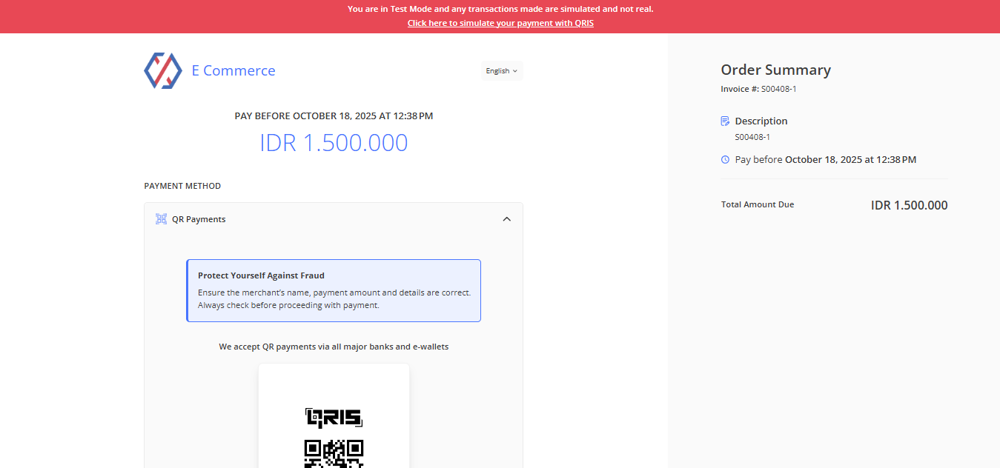 You are in Test Mode and any transactions made are simulated and not real.
Click here to simulate your payment with QRIS
E Commerce
English
PAY BEFORE OCTOBER 18, 2025 AT 12:38 PM
IDR 1.500.000
PAYMENT METHOD
QR Payments
Protect Yourself Against Fraud
Ensure the merchant's name, payment amount and details are correct.
Always check before proceeding with payment.
We accept QR payments via all major banks and e-wallets
QRIS
Order Summary
Invoice #: S00408-1
Description
S00408-1
Pay before October 18, 2025 at 12:38 PM
Total Amount Due IDR 1.500.000